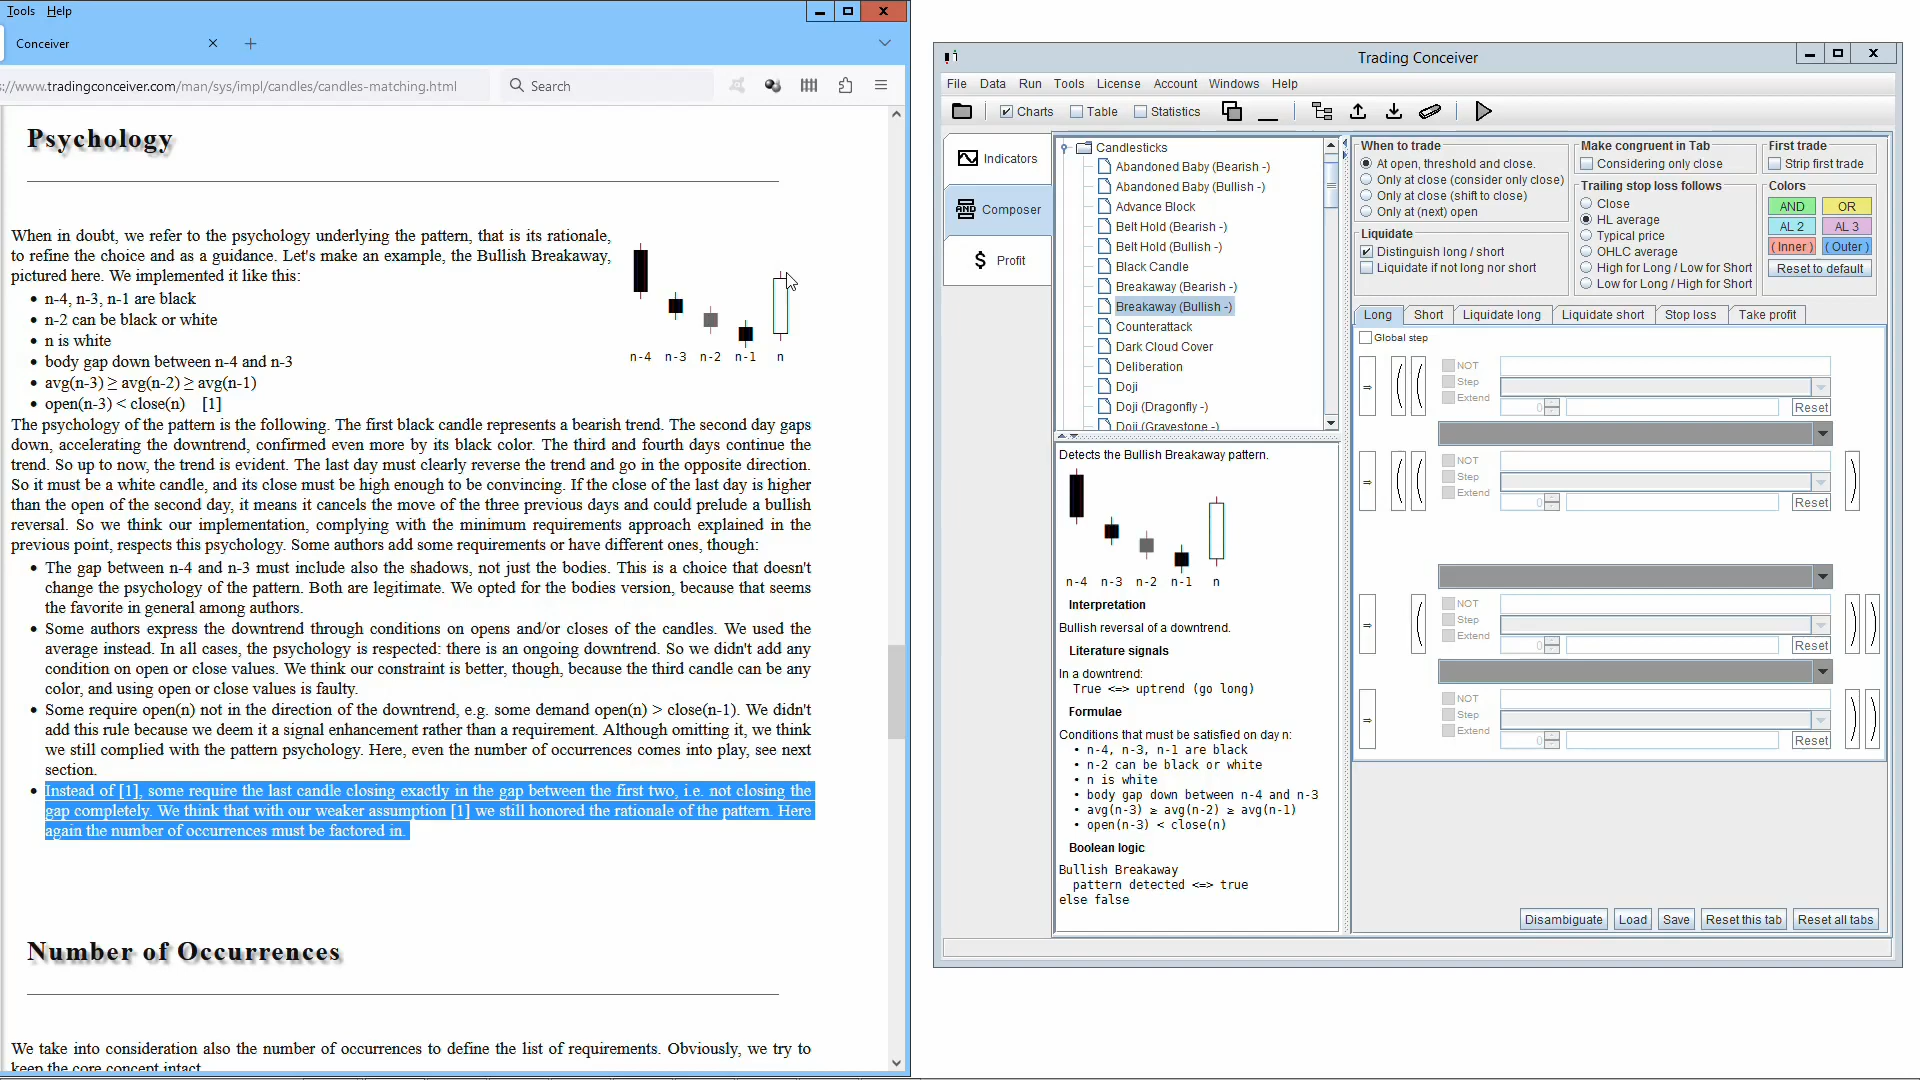 Tools Help
Conceiver
://www.tradingconceiver.com/man/sys/impl/candles/candles-matching.html
Search
Psychology
When in doubt, we refer to the psychology underlying the pattern, that is its rationale,
to refine the choice and as a guidance. Let's make an example, the Bullish Breakaway,
pictured here. We implemented it like this:
• n-4, n-3, n-1 are black
• n-2 can be black or white
• n is white
• body gap down between n-4 and n-3
• avg(n-3) ≥ avg(n-2) ≥ avg(n-1)
• open(n-3) < close(n) [1]
n-4 n-3 n-2 n-1 n
The psychology of the pattern is the following. The first black candle represents a bearish trend. The second day gaps
down, accelerating the downtrend, confirmed even more by its black color. The third and fourth days continue the
trend. So up to now, the trend is evident. The last day must clearly reverse the trend and go in the opposite direction.
So it must be a white candle, and its close must be high enough to be convincing. If the close of the last day is higher
than the open of the second day, it means it cancels the move of the three previous days and could prelude a bullish
reversal. So we think our implementation, complying with the minimum requirements approach explained in the
previous point, respects this psychology. Some authors add some requirements or have different ones, though:
• The gap between n-4 and n-3 must include also the shadows, not just the bodies. This is a choice that doesn't
change the psychology of the pattern. Both are legitimate. We opted for the bodies version, because that seems
the favorite in general among authors.
• Some authors express the downtrend through conditions on opens and/or closes of the candles. We used the
average instead. In all cases, the psychology is respected: there is an ongoing downtrend. So we didn't add any
condition on open or close values. We think our constraint is better, though, because the third candle can be any
color, and using open or close values is faulty.
• Some require open(n) not in the direction of the downtrend, e.g. some demand open(n) > close(n-1). We didn't
add this rule because we deem it a signal enhancement rather than a requirement. Although omitting it, we think
we still complied with the pattern psychology. Here, even the number of occurrences comes into play, see next
section.
• Instead of [1], some require the last candle closing exactly in the gap between the first two, i.e. not closing the
gap completely. We think that with our weaker assumption [1] we still honored the rationale of the pattern. Here
again the number of occurrences must be factored in.
Number of Occurrences
We take into consideration also the number of occurrences to define the list of requirements. Obviously, we try to
keep the core concept intact
Trading Conceiver
File Data Run Tools License Account Windows Help
Charts Table Statistics
Indicators
Composer
AND
$ Profit
Candlesticks
Abandoned Baby (Bearish -)
Abandoned Baby (Bullish -)
Advance Block
Belt Hold (Bearish -)
Belt Hold (Bullish -)
Black Candle
Breakaway (Bearish -)
Breakaway (Bullish -)
Counterattack
Dark Cloud Cover
Deliberation
Doji
Doji (Dragonfly -)
Doji (Gravestone -)
Detects the Bullish Breakaway pattern.
n-4 n-3 n-2 n-1 n
Interpretation
Bullish reversal of a downtrend.
Literature signals
In a downtrend:
True <=> uptrend (go long)
Formulae
Conditions that must be satisfied on day n:
• n-4, n-3, n-1 are black
• n-2 can be black or white
• n is white
• body gap down between n-4 and n-3
• avg(n-3) ≥ avg(n-2) ≥ avg(n-1)
• open(n-3) < close(n)
Boolean logic
Bullish Breakaway
pattern detected <=> true
else false
When to trade
At open, threshold and close.
Only at close (consider only close)
Only at close (shift to close)
Only at (next) open
Liquidate
Distinguish long / short
Liquidate if not long nor short
Make congruent in Tab
Considering only close
Trailing stop loss follows
Close
HL average
Typical price
OHLC average
High for Long / Low for Short
Low for Long / High for Short
First trade
Strip first trade
Colors
AND OR
AL 2 AL 3
( Inner ) ( Outer )
Reset to default
Long Short Liquidate long Liquidate short Stop loss Take profit
Global step
⇒ ( ( NOT
Step
Extend 0 Reset
⇒ ( ( NOT )
Step
Extend 0 Reset
⇒ ( NOT ) )
Step
Extend 0 Reset
⇒ NOT ) )
Step
Extend 0 Reset
Disambiguate Load Save Reset this tab Reset all tabs